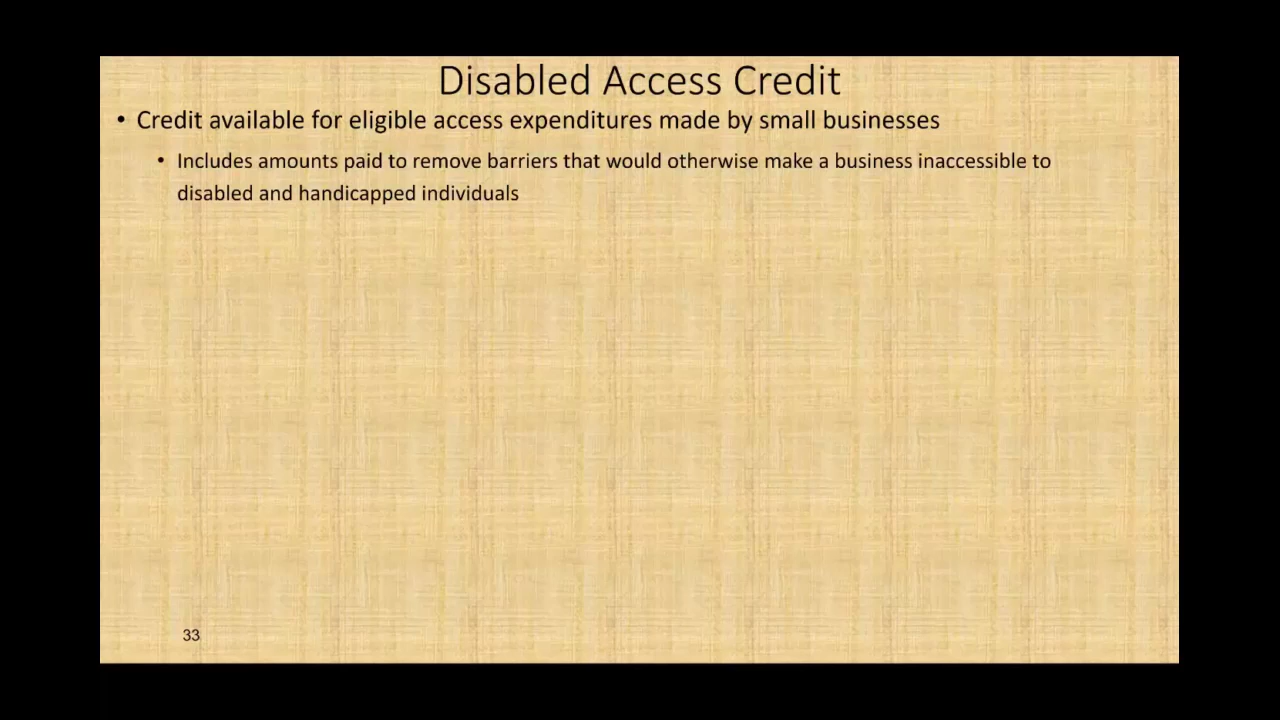 Disabled Access Credit
• Credit available for eligible access expenditures made by small businesses
• Includes amounts paid to remove barriers that would otherwise make a business inaccessible to
disabled and handicapped individuals
33